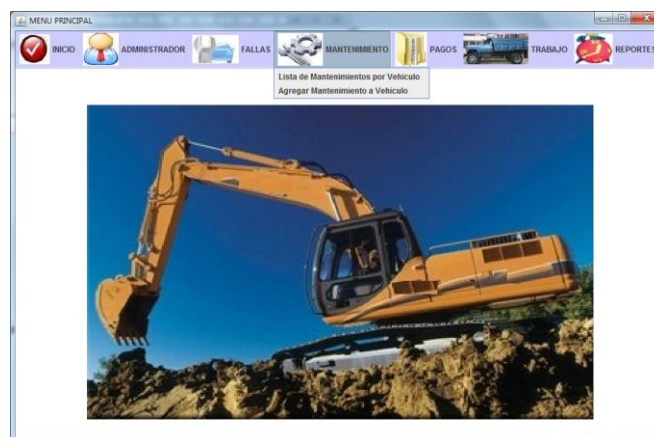 MENU PRINCIPAL
INICIO ADMINISTRADOR FALLAS MANTENIMIENTO PAGOS TRABAJO REPORTES
Lista de Mantenimientos por Vehiculo
Agregar Mantenimiento a Vehiculo